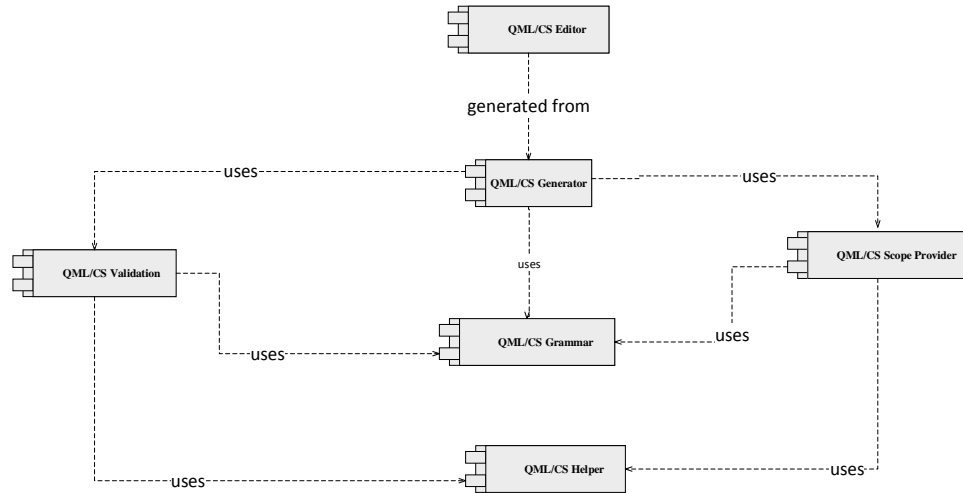 QML/CS Editor
generated from
uses
QML/CS Generator
uses
QML/CS Validation
uses
QML/CS Scope Provider
uses
QML/CS Grammar
uses
uses
QML/CS Helper
uses
uses